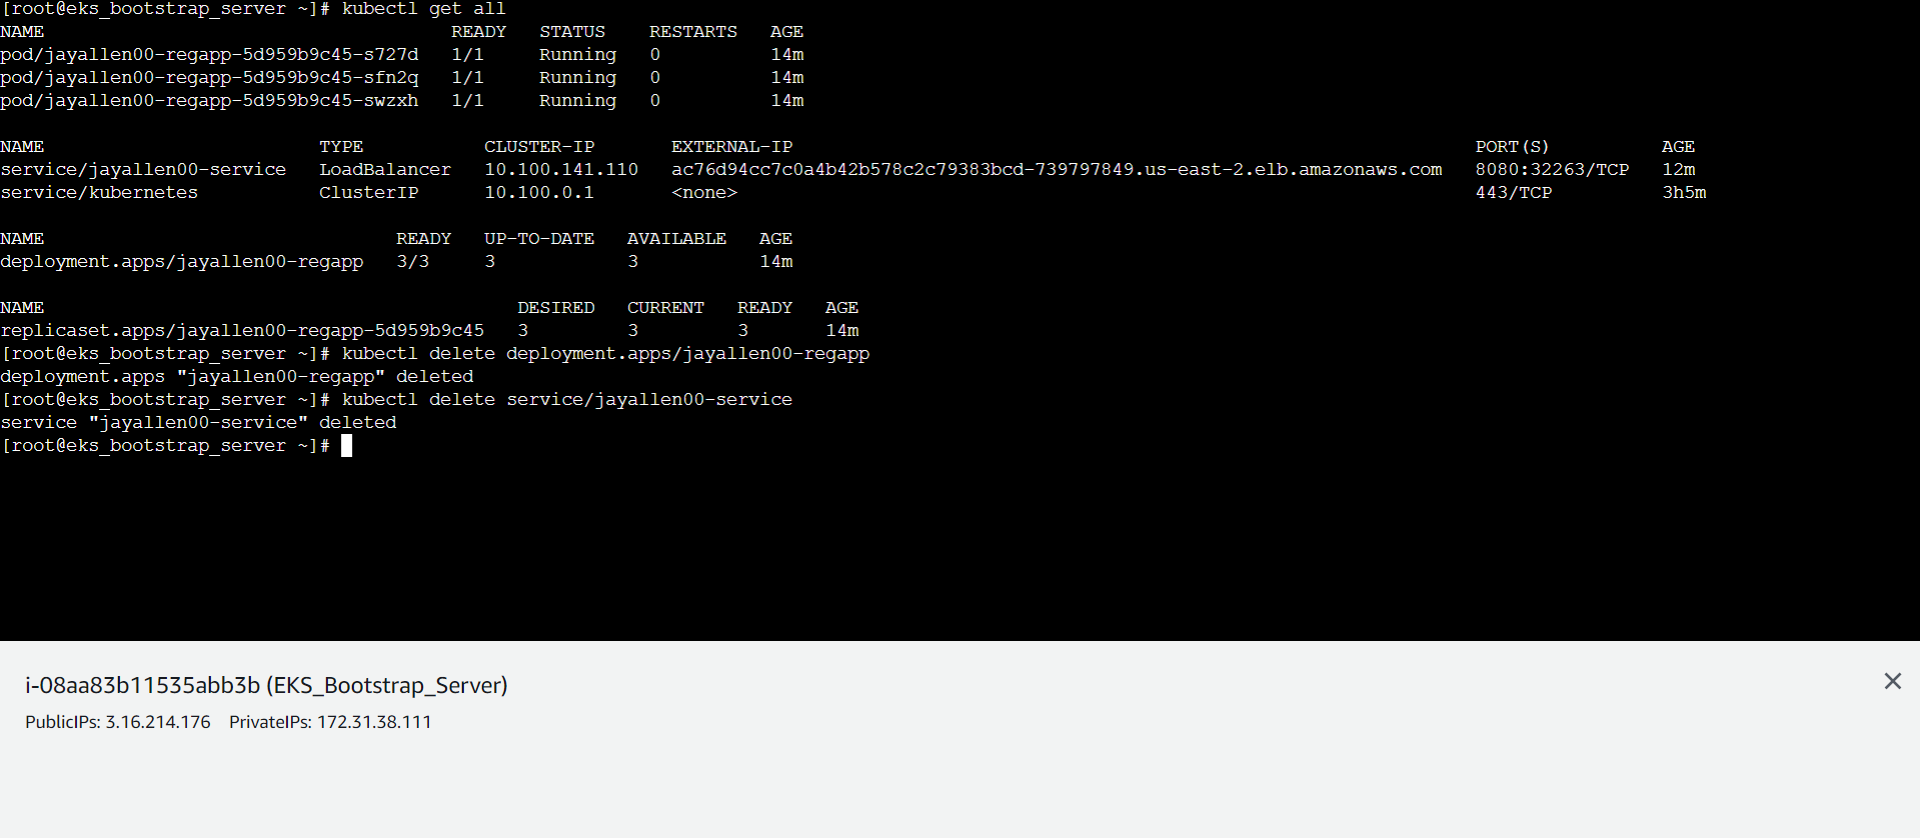 [root@eks_bootstrap_server ~]# kubectl get all
NAME READY STATUS RESTARTS AGE
pod/jayallen00-regapp-5d959b9c45-s727d 1/1 Running 0 14m
pod/jayallen00-regapp-5d959b9c45-sfn2q 1/1 Running 0 14m
pod/jayallen00-regapp-5d959b9c45-swzxh 1/1 Running 0 14m
NAME TYPE CLUSTER-IP EXTERNAL-IP PORT(S) AGE
service/jayallen00-service LoadBalancer 10.100.141.110 ac76d94cc7c0a4b42b578c2c79383bcd-739797849.us-east-2.elb.amazonaws.com 8080:32263/TCP 12m
service/kubernetes ClusterIP 10.100.0.1 <none> 443/TCP 3h5m
NAME READY UP-TO-DATE AVAILABLE AGE
deployment.apps/jayallen00-regapp 3/3 3 3 14m
NAME DESIRED CURRENT READY AGE
replicaset.apps/jayallen00-regapp-5d959b9c45 3 3 3 14m
[root@eks_bootstrap_server ~]# kubectl delete deployment.apps/jayallen00-regapp
deployment.apps "jayallen00-regapp" deleted
[root@eks_bootstrap_server ~]# kubectl delete service/jayallen00-service
service "jayallen00-service" deleted
[root@eks_bootstrap_server ~]#
i-08aa83b11535abb3b (EKS_Bootstrap_Server)
PublicIPs: 3.16.214.176 PrivateIPs: 172.31.38.111